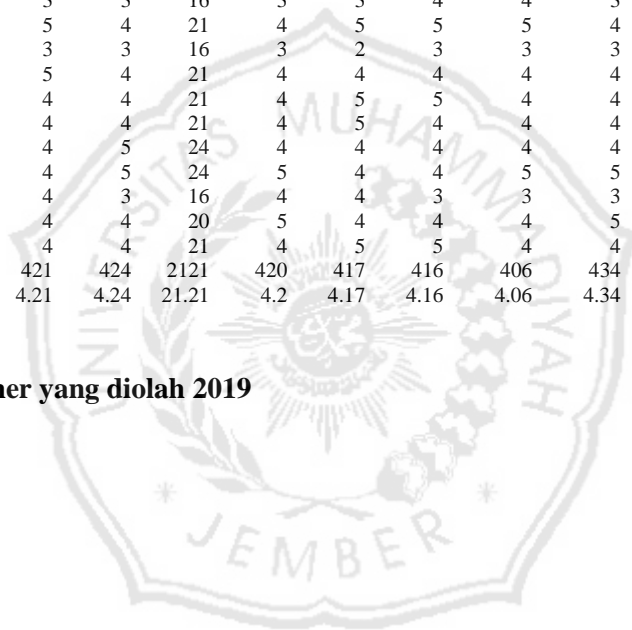 16 4 4
5 4 21 4 5 5 5 4
3 3 16 3 2 3 3 3
5 4 21 4 4 4 4 4
4 4 21 4 5 5 4 4
4 4 21 4 5 4 4 4
4 5 24 4 4 4 4 4
4 5 24 5 4 4 5 5
4 3 16 4 4 3 3 3
4 4 20 5 4 4 4 5
4 4 21 4 5 5 4 4
421 424 2121 420 417 416 406 434
4.21 4.24 21.21 4.2 4.17 4.16 4.06 4.34
ner yang diolah 2019
UNIVERSITAS MUHAMMADIYAH
JEMBER